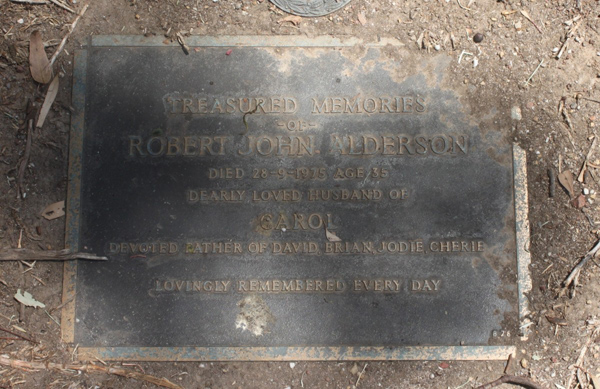 TREASURED MEMORIES
-OF-
ROBERT JOHN ALDERSON
DIED 28-9-1975 AGE 35
DEARLY LOVED HUSBAND OF
CAROL
DEVOTED FATHER OF DAVID BRIAN JODIE CHERIE
LOVINGLY REMEMBERED EVERY DAY